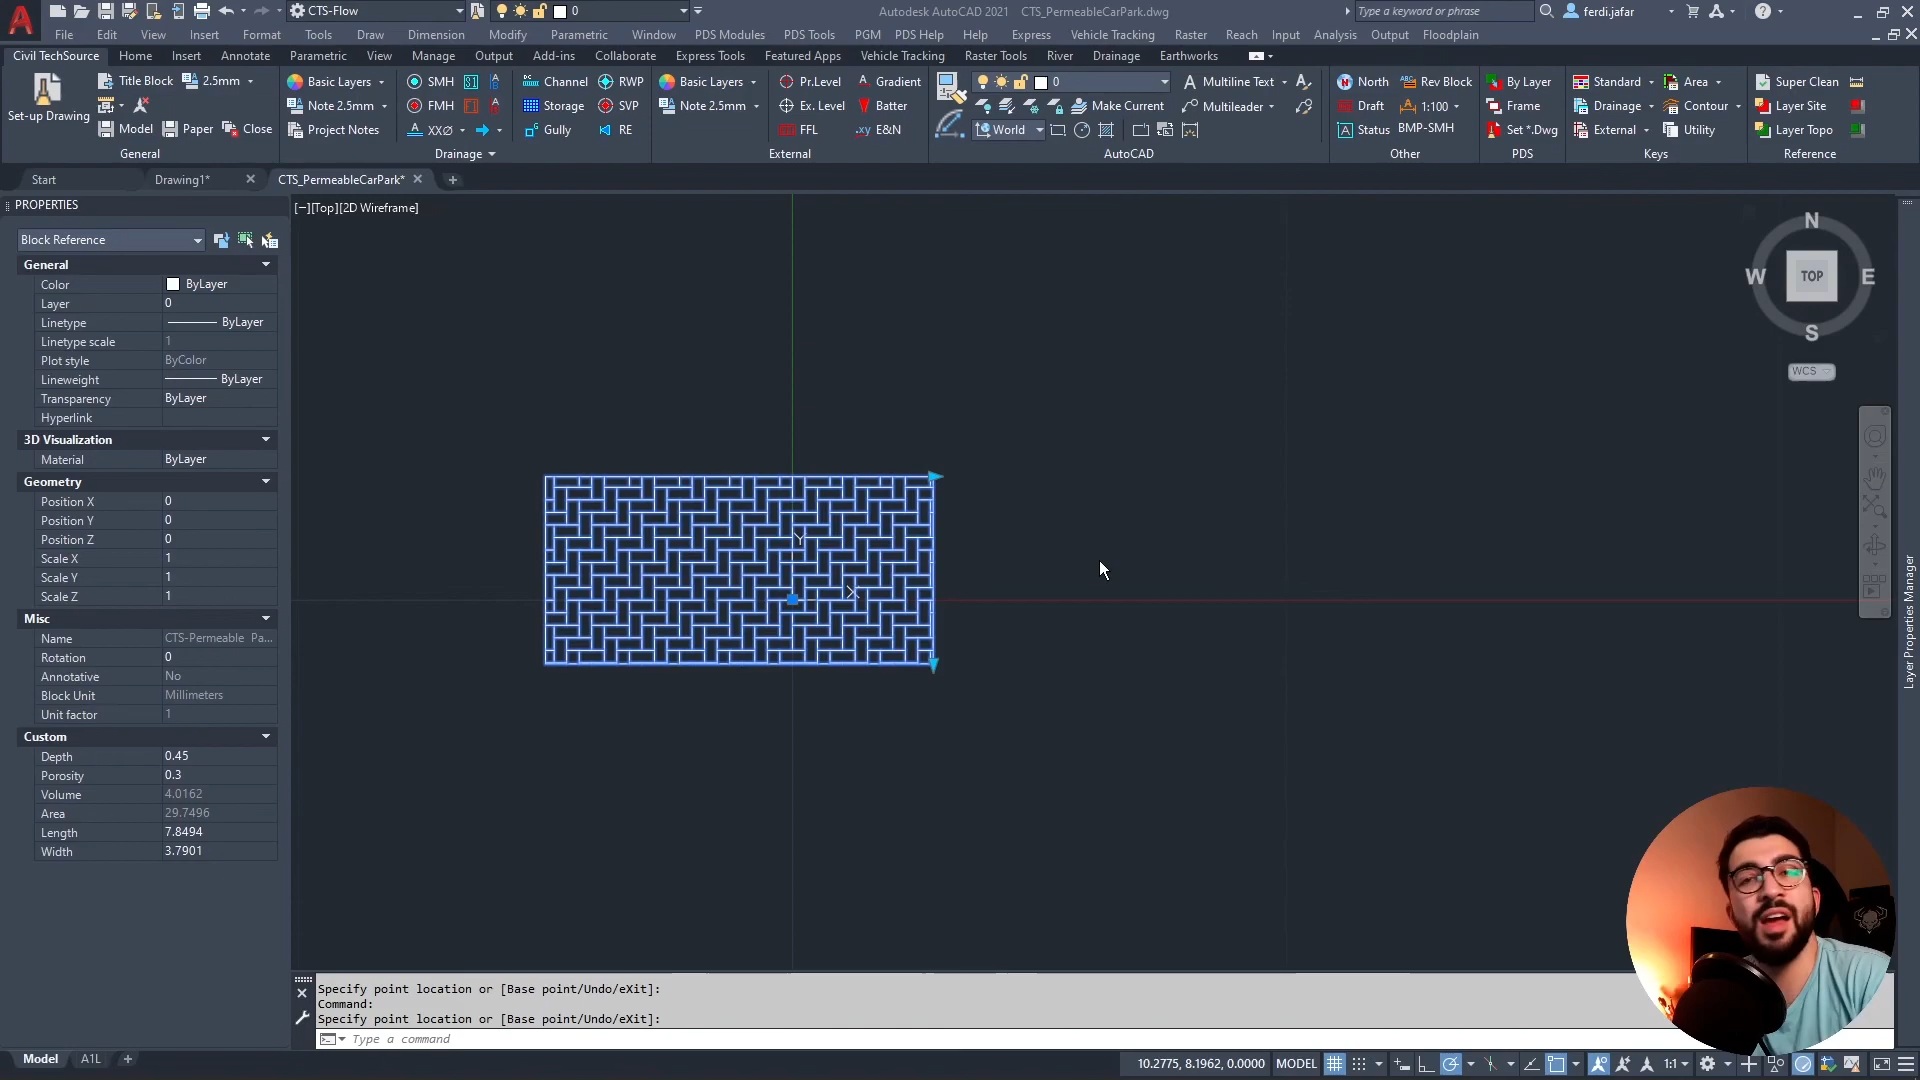 CTS-Flow
0
Autodesk AutoCAD 2021 CTS_PermeableCarPark.dwg
Type a keyword or phrase
ferdi.jafar
File Edit View Insert Format Tools Draw Dimension Modify Parametric Window PDS Modules PDS Tools PGM PDS Help Help Express Vehicle Tracking Raster Reach Input Analysis Output Floodplain
Civil TechSource Home Insert Annotate Parametric View Manage Output Add-ins Collaborate Express Tools Featured Apps Vehicle Tracking Raster Tools River Drainage Earthworks
Set-up Drawing
Title Block 2.5mm
Model Paper Close
General
Basic Layers SMH Channel RWP
Note 2.5mm FMH Storage SVP
Project Notes XXØ Gully RE
Drainage
Basic Layers Pr.Level Gradient
Note 2.5mm Ex. Level Batter
FFL .xy E&N
External
0 Multiline Text
Make Current Multileader
World
AutoCAD
North Rev Block
Draft 1:100
Status BMP-SMH
Other
By Layer
Frame
Set *.Dwg
PDS
Standard Area
Drainage Contour
External Utility
Keys
Super Clean
Layer Site
Layer Topo
Reference
Start Drawing1* CTS_PermeableCarPark*
PROPERTIES
[−][Top][2D Wireframe]
Block Reference
General
Color ByLayer
Layer 0
Linetype ByLayer
Linetype scale 1
Plot style ByColor
Lineweight ByLayer
Transparency ByLayer
Hyperlink
3D Visualization
Material ByLayer
Geometry
Position X 0
Position Y 0
Position Z 0
Scale X 1
Scale Y 1
Scale Z 1
Misc
Name CTS-Permeable Pa...
Rotation 0
Annotative No
Block Unit Millimeters
Unit factor 1
Custom
Depth 0.45
Porosity 0.3
Volume 4.0162
Area 29.7496
Length 7.8494
Width 3.7901
Y
X
N
W TOP E
S
WCS
Layer Properties Manager
Specify point location or [Base point/Undo/eXit]:
Command:
Specify point location or [Base point/Undo/eXit]:
Type a command
Model A1L
10.2775, 8.1962, 0.0000 MODEL 1:1